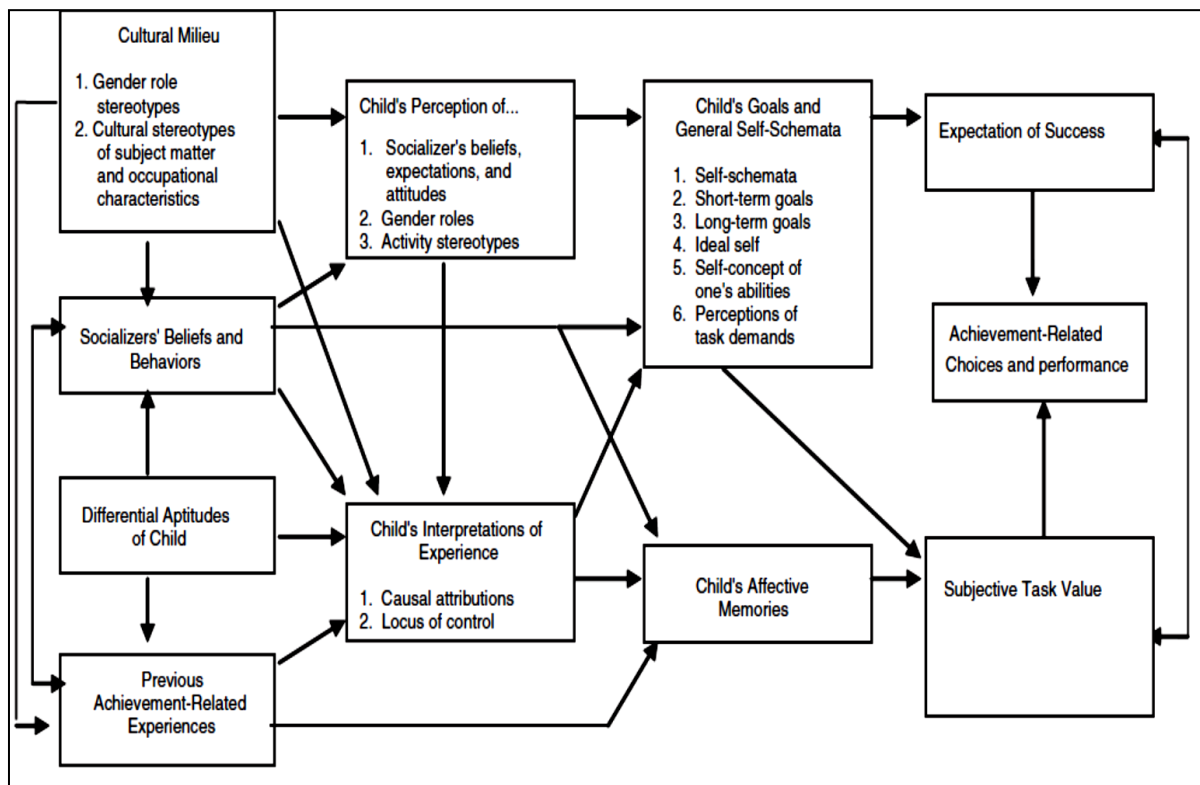 Cultural Milieu
1. Gender role
stereotypes
2. Cultural stereotypes
of subject matter
and occupational
characteristics
Socializers' Beliefs and
Behaviors
Differential Aptitudes
of Child
Previous
Achievement-Related
Experiences
Child's Perception of...
1. Socializer's beliefs,
expectations, and
attitudes
2. Gender roles
3. Activity stereotypes
Child's Interpretations of
Experience
1. Causal attributions
2. Locus of control
Child's Goals and
General Self-Schemata
1. Self-schemata
2. Short-term goals
3. Long-term goals
4. Ideal self
5. Self-concept of
one's abilities
6. Perceptions of
task demands
Child's Affective
Memories
Expectation of Success
Achievement-Related
Choices and performance
Subjective Task Value